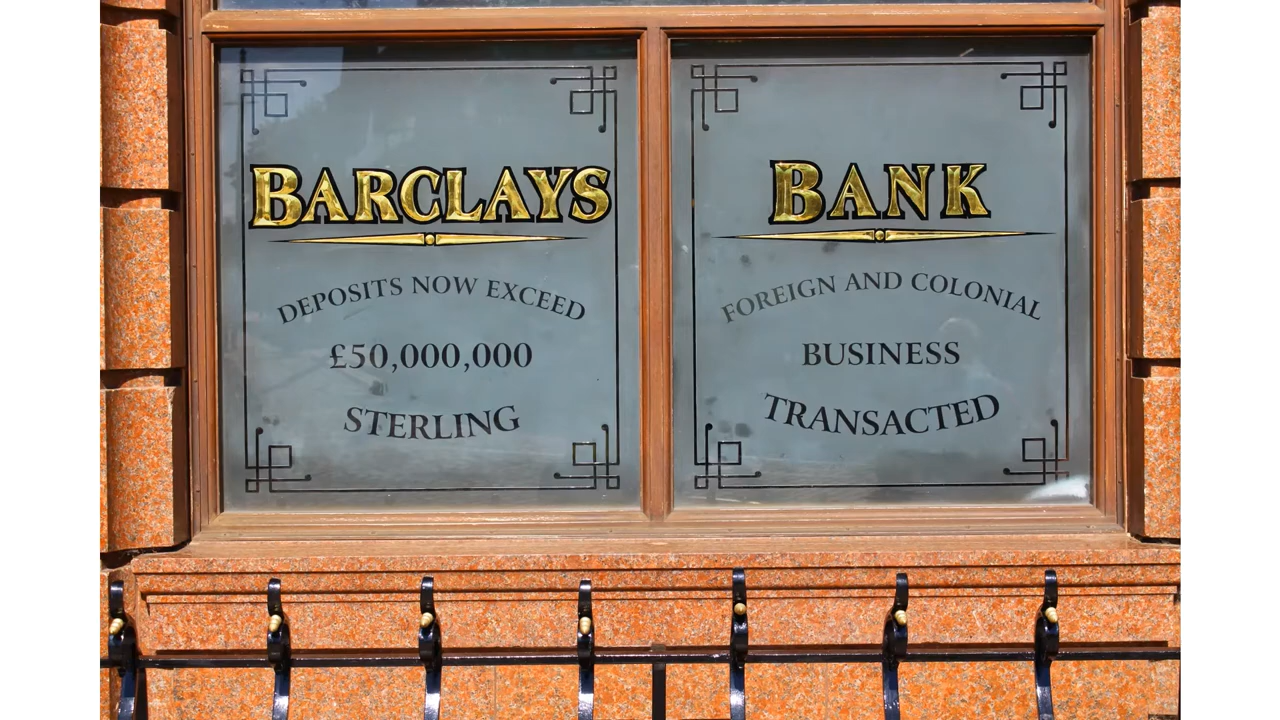 BARCLAYS
DEPOSITS NOW EXCEED
£50,000,000
STERLING
BANK
FOREIGN AND COLONIAL
BUSINESS
TRANSACTED